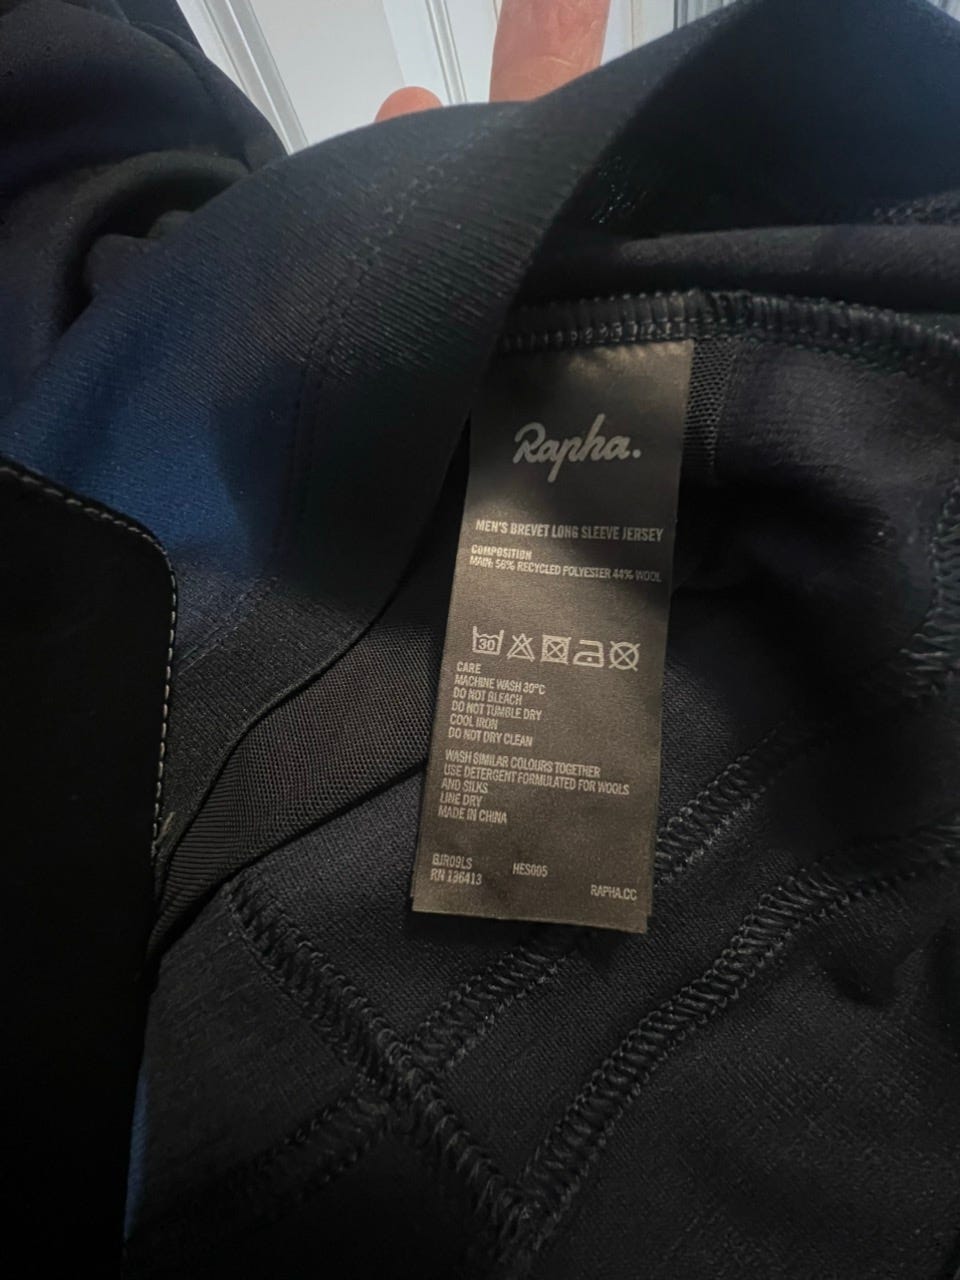 Rapha.
MEN'S BREVET LONG SLEEVE JERSEY
COMPOSITION
MAIN: 56% RECYCLED POLYESTER 44% WOOL
30
CARE
MACHINE WASH 30°C
DO NOT BLEACH
DO NOT TUMBLE DRY
COOL IRON
DO NOT DRY CLEAN
WASH SIMILAR COLOURS TOGETHER
USE DETERGENT FORMULATED FOR WOOLS
AND SILKS
LINE DRY
MADE IN CHINA
BJR09LS HES005
RN 136413 RAPHA.CC